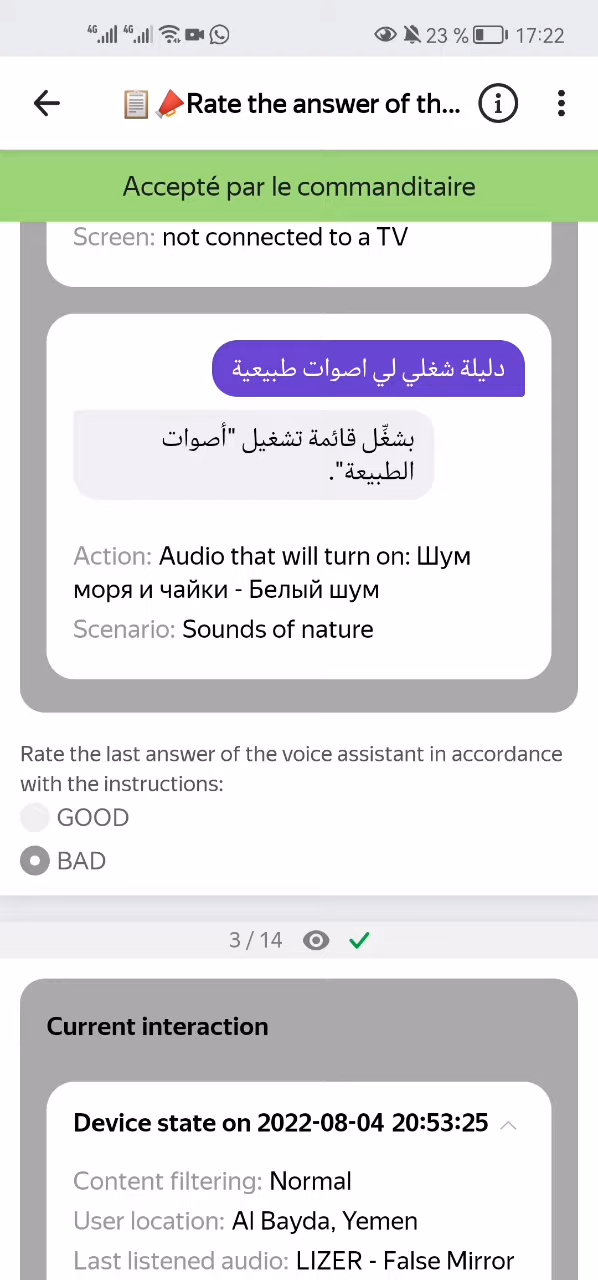 4G 4G 23 % 17:22
Rate the answer of th...
Accepté par le commanditaire
Screen: not connected to a TV
دليلة شغلي لي اصوات طبيعية
بشغِّل قائمة تشغيل "أصوات
الطبيعة".
Action: Audio that will turn on: Шум
моря и чайки - Белый шум
Scenario: Sounds of nature
Rate the last answer of the voice assistant in accordance
with the instructions:
GOOD
BAD
3 / 14
Current interaction
Device state on 2022-08-04 20:53:25
Content filtering: Normal
User location: Al Bayda, Yemen
Last listened audio: LIZER - False Mirror